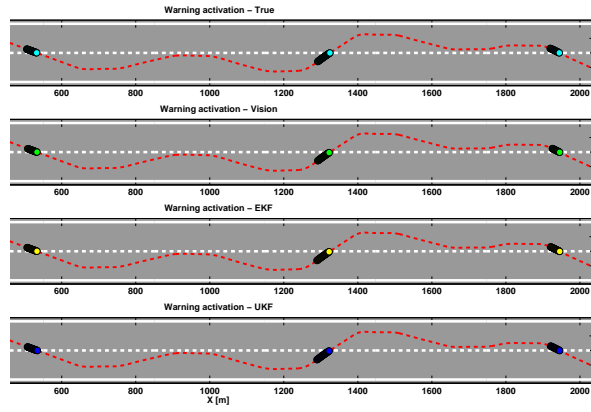 Warning activation – True
600 800 1000 1200 1400 1600 1800 2000
Warning activation – Vision
600 800 1000 1200 1400 1600 1800 2000
Warning activation – EKF
600 800 1000 1200 1400 1600 1800 2000
Warning activation – UKF
600 800 1000 1200 1400 1600 1800 2000
X [m]